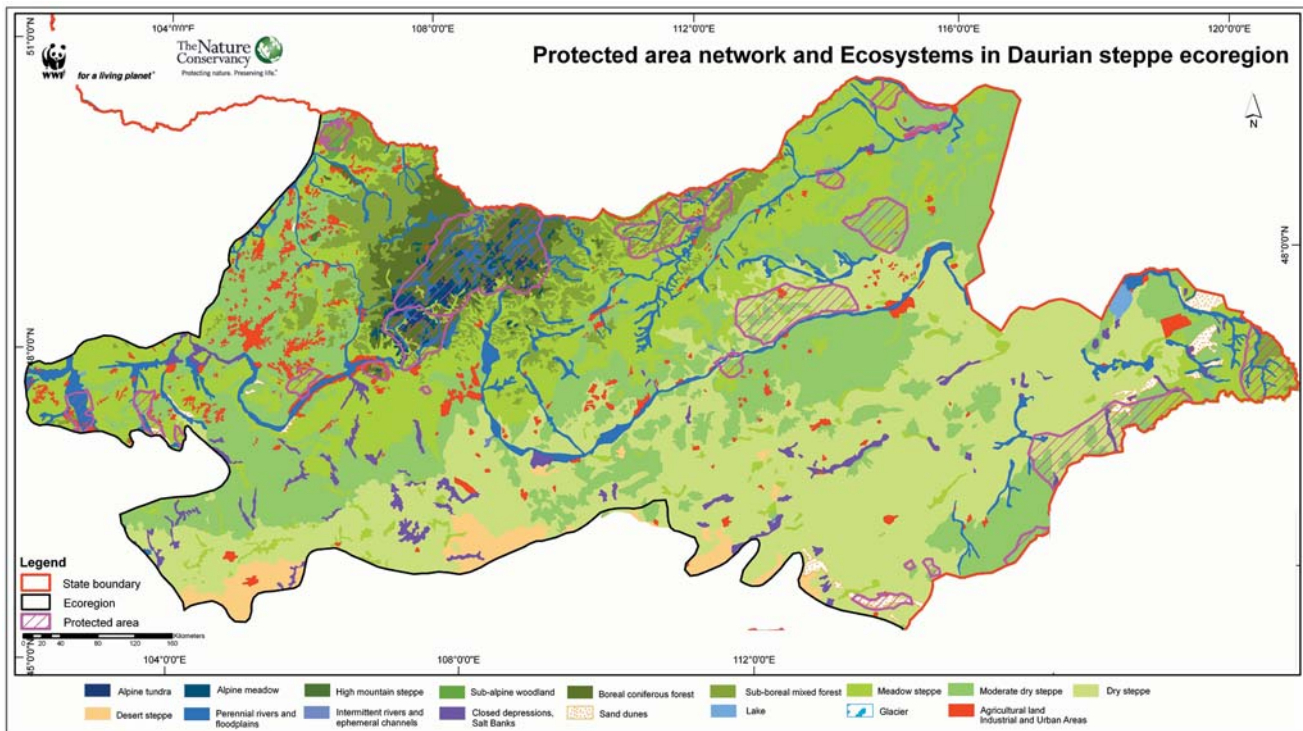 104°0'0"F 108°0'0"E 112°0'0"E 116°0'0"E 120°0'0"E
51°0'0"N
WWF
for a living planet®
The Nature
Conservancy
Protecting nature. Preserving life.™
Protected area network and Ecosystems in Daurian steppe ecoregion
N
48°0'0"N
8°0'0"N
Legend
State boundary
Ecoregion
Protected area
Kilometers
0 20 40 80 120 160
45°0'0"N
104°0'0"E 108°0'0"E 112°0'0"E
Alpine tundra Alpine meadow High mountain steppe Sub-alpine woodland Boreal coniferous forest Sub-boreal mixed forest Meadow steppe Moderate dry steppe Dry steppe
Desert steppe Perennial rivers and floodplains Intermittent rivers and ephemeral channels Closed depressions, Salt Banks Sand dunes Lake Glacier Agricultural land Industrial and Urban Areas